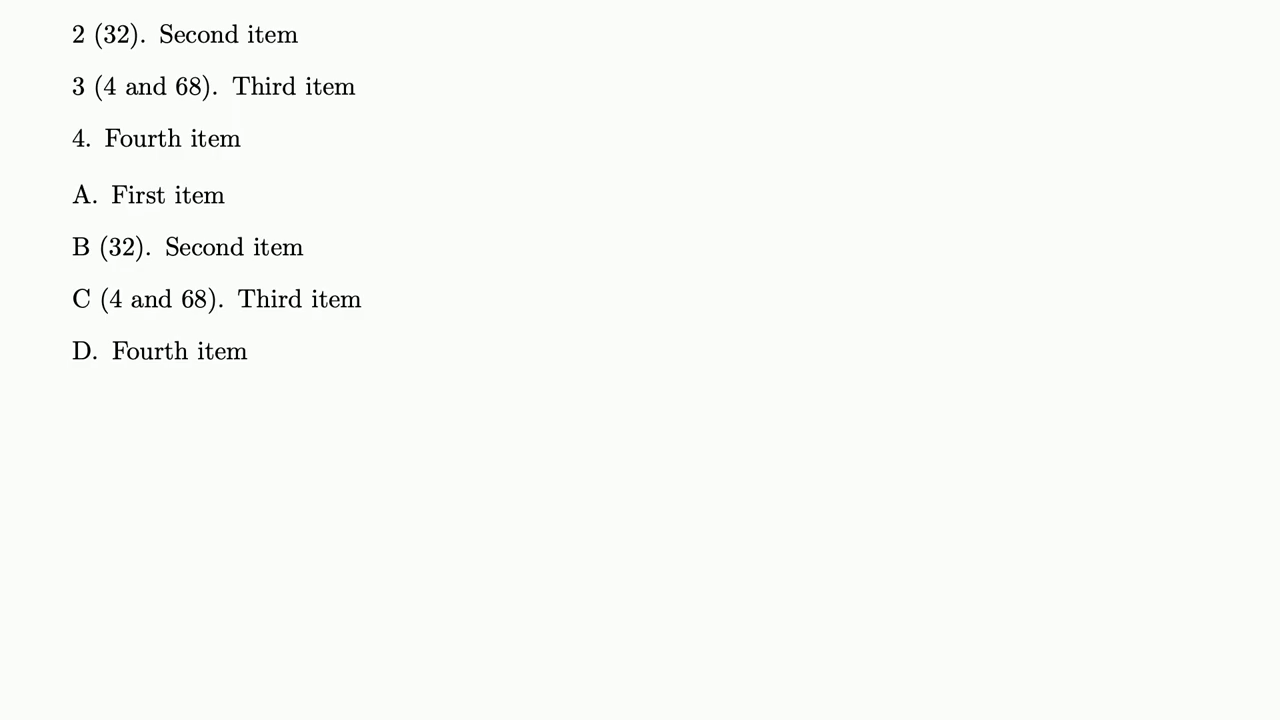 2 (32). Second item
3 (4 and 68). Third item
4. Fourth item
A. First item
B (32). Second item
C (4 and 68). Third item
D. Fourth item